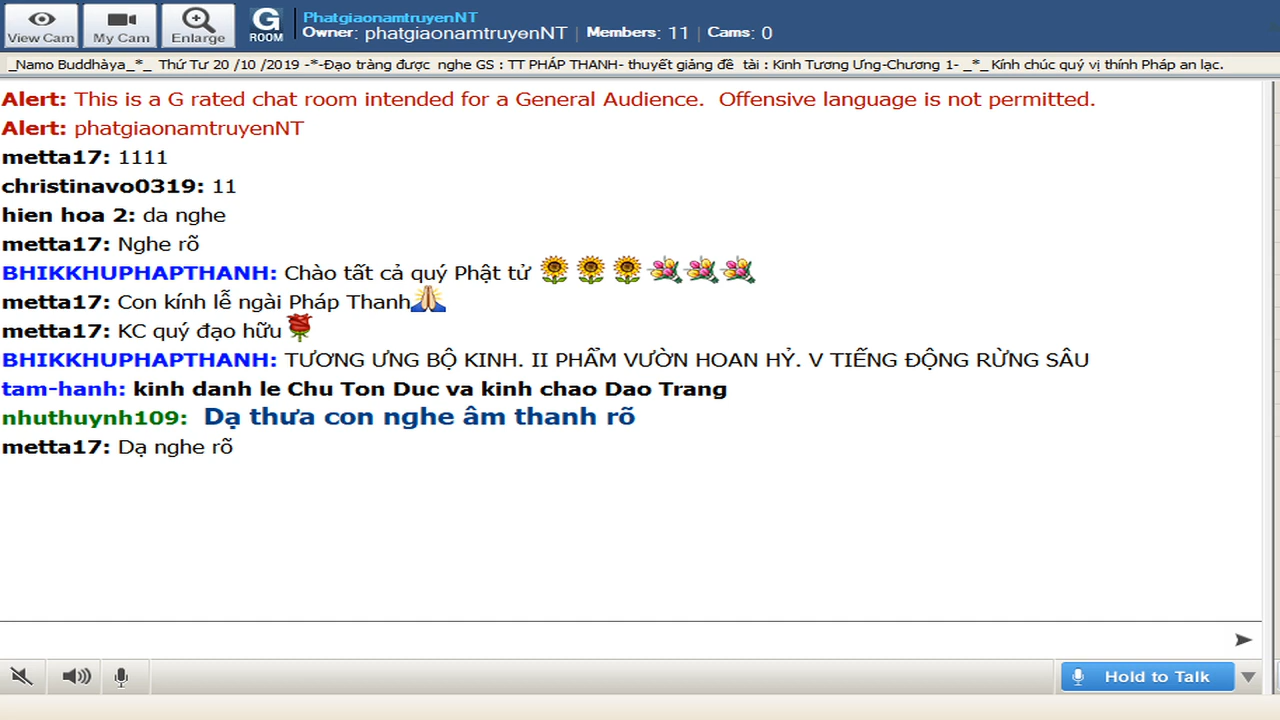 View Cam
My Cam
Enlarge
G
ROOM
PhatgiaonamtruyenNT
Owner: phatgiaonamtruyenNT | Members: 11 | Cams: 0
_Namo Buddhàya_*_ Thứ Tư 20 /10 /2019 -*-Đạo tràng được nghe GS : TT PHÁP THANH- thuyết giảng đề tài : Kinh Tương Ưng-Chương 1- _*_ Kính chúc quý vị thính Pháp an lạc.
Alert: This is a G rated chat room intended for a General Audience. Offensive language is not permitted.
Alert: phatgiaonamtruyenNT
metta17: 1111
christinavo0319: 11
hien hoa 2: da nghe
metta17: Nghe rõ
BHIKKHUPHAPTHANH: Chào tất cả quý Phật tử
metta17: Con kính lễ ngài Pháp Thanh
metta17: KC quý đạo hữu
BHIKKHUPHAPTHANH: TƯƠNG ƯNG BỘ KINH. II PHẨM VƯỜN HOAN HỶ. V TIẾNG ĐỘNG RỪNG SÂU
tam-hanh: kinh danh le Chu Ton Duc va kinh chao Dao Trang
nhuthuynh109: Dạ thưa con nghe âm thanh rõ
metta17: Dạ nghe rõ
Hold to Talk